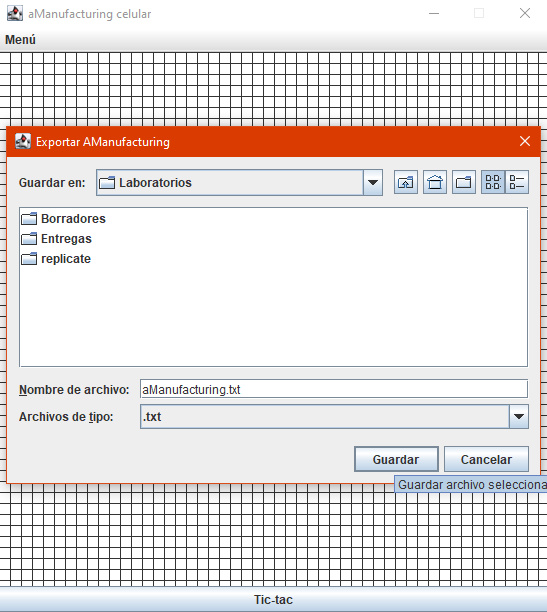 aManufacturing celular
Menú
Exportar AManufacturing
Guardar en: Laboratorios
Borradores
Entregas
replicate
Nombre de archivo: aManufacturing.txt
Archivos de tipo: .txt
Guardar Cancelar
Guardar archivo selecciona
Tic-tac